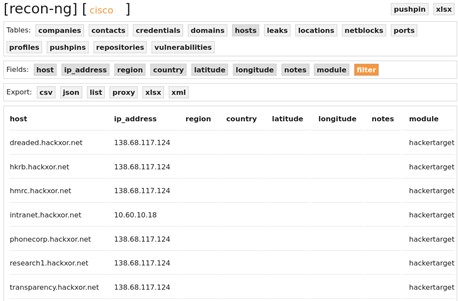 [recon-ng] [ cisco ] pushpin xlsx
Tables: companies contacts credentials domains hosts leaks locations netblocks ports
profiles pushpins repositories vulnerabilities
Fields: host ip_address region country latitude longitude notes module filter
Export: csv json list proxy xlsx xml
host ip_address region country latitude longitude notes module
dreaded.hackxor.net 138.68.117.124 hackertarget
hkrb.hackxor.net 138.68.117.124 hackertarget
hmrc.hackxor.net 138.68.117.124 hackertarget
intranet.hackxor.net 10.60.10.18 hackertarget
phonecorp.hackxor.net 138.68.117.124 hackertarget
research1.hackxor.net 138.68.117.124 hackertarget
transparency.hackxor.net 138.68.117.124 hackertarget